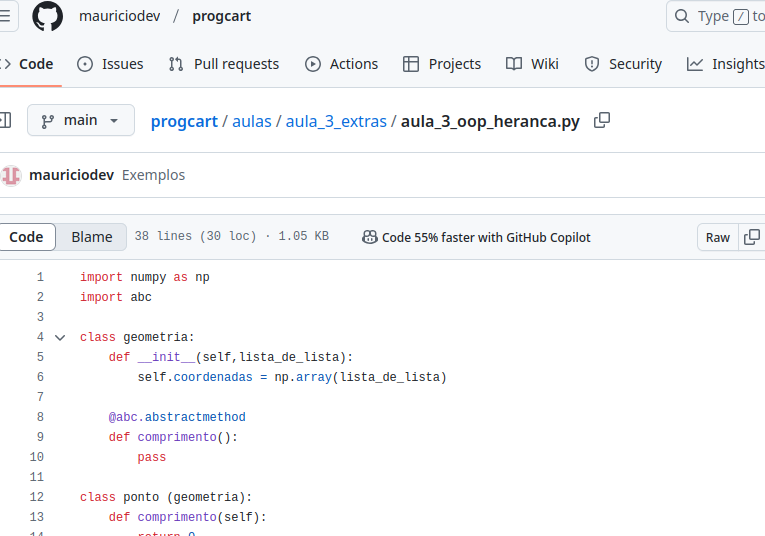 mauriciodev / progcart
Type / to
Code Issues Pull requests Actions Projects Wiki Security Insights
main progcart / aulas / aula_3_extras / aula_3_oop_heranca.py
mauriciodev Exemplos
Code Blame 38 lines (30 loc) · 1.05 KB Code 55% faster with GitHub Copilot Raw
1 import numpy as np
2 import abc
3
4 class geometria:
5     def __init__(self,lista_de_lista):
6         self.coordenadas = np.array(lista_de_lista)
7
8     @abc.abstractmethod
9     def comprimento():
10         pass
11
12 class ponto (geometria):
13     def comprimento(self):
14         return 0